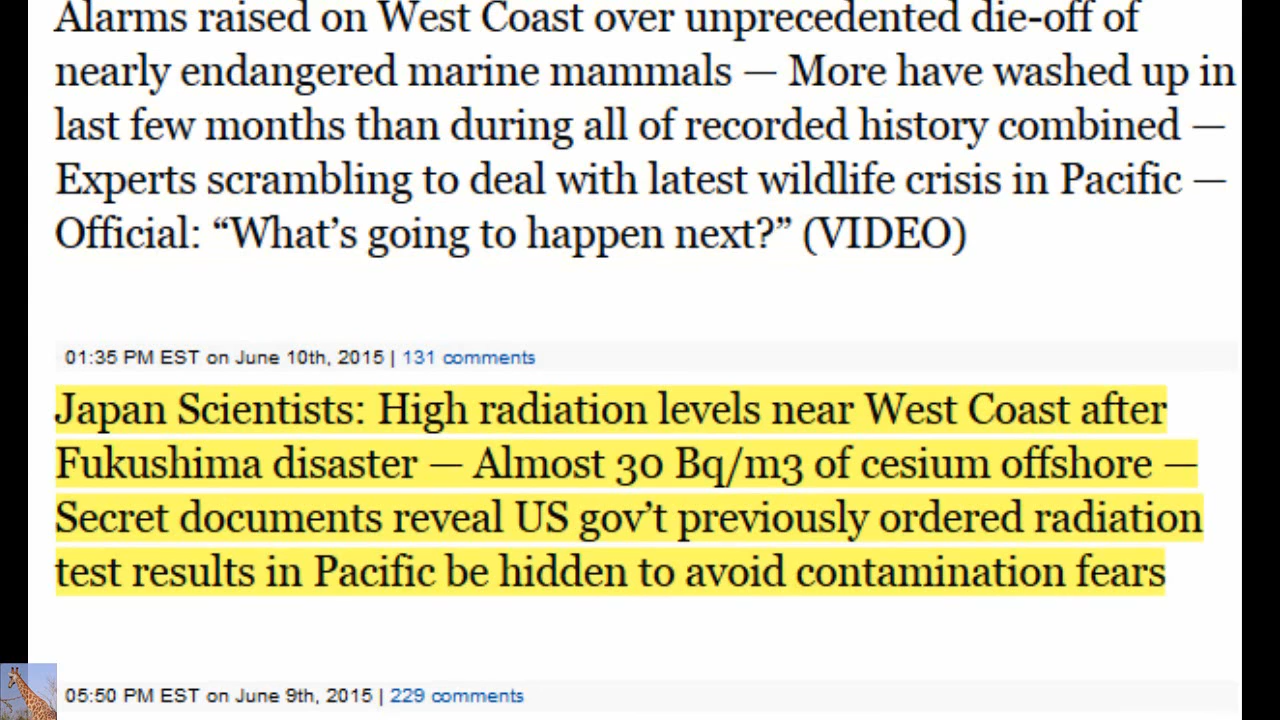 Alarms raised on West Coast over unprecedented die-off of
nearly endangered marine mammals — More have washed up in
last few months than during all of recorded history combined —
Experts scrambling to deal with latest wildlife crisis in Pacific —
Official: “What’s going to happen next?” (VIDEO)
01:35 PM EST on June 10th, 2015 | 131 comments
Japan Scientists: High radiation levels near West Coast after
Fukushima disaster — Almost 30 Bq/m3 of cesium offshore —
Secret documents reveal US gov’t previously ordered radiation
test results in Pacific be hidden to avoid contamination fears
05:50 PM EST on June 9th, 2015 | 229 comments